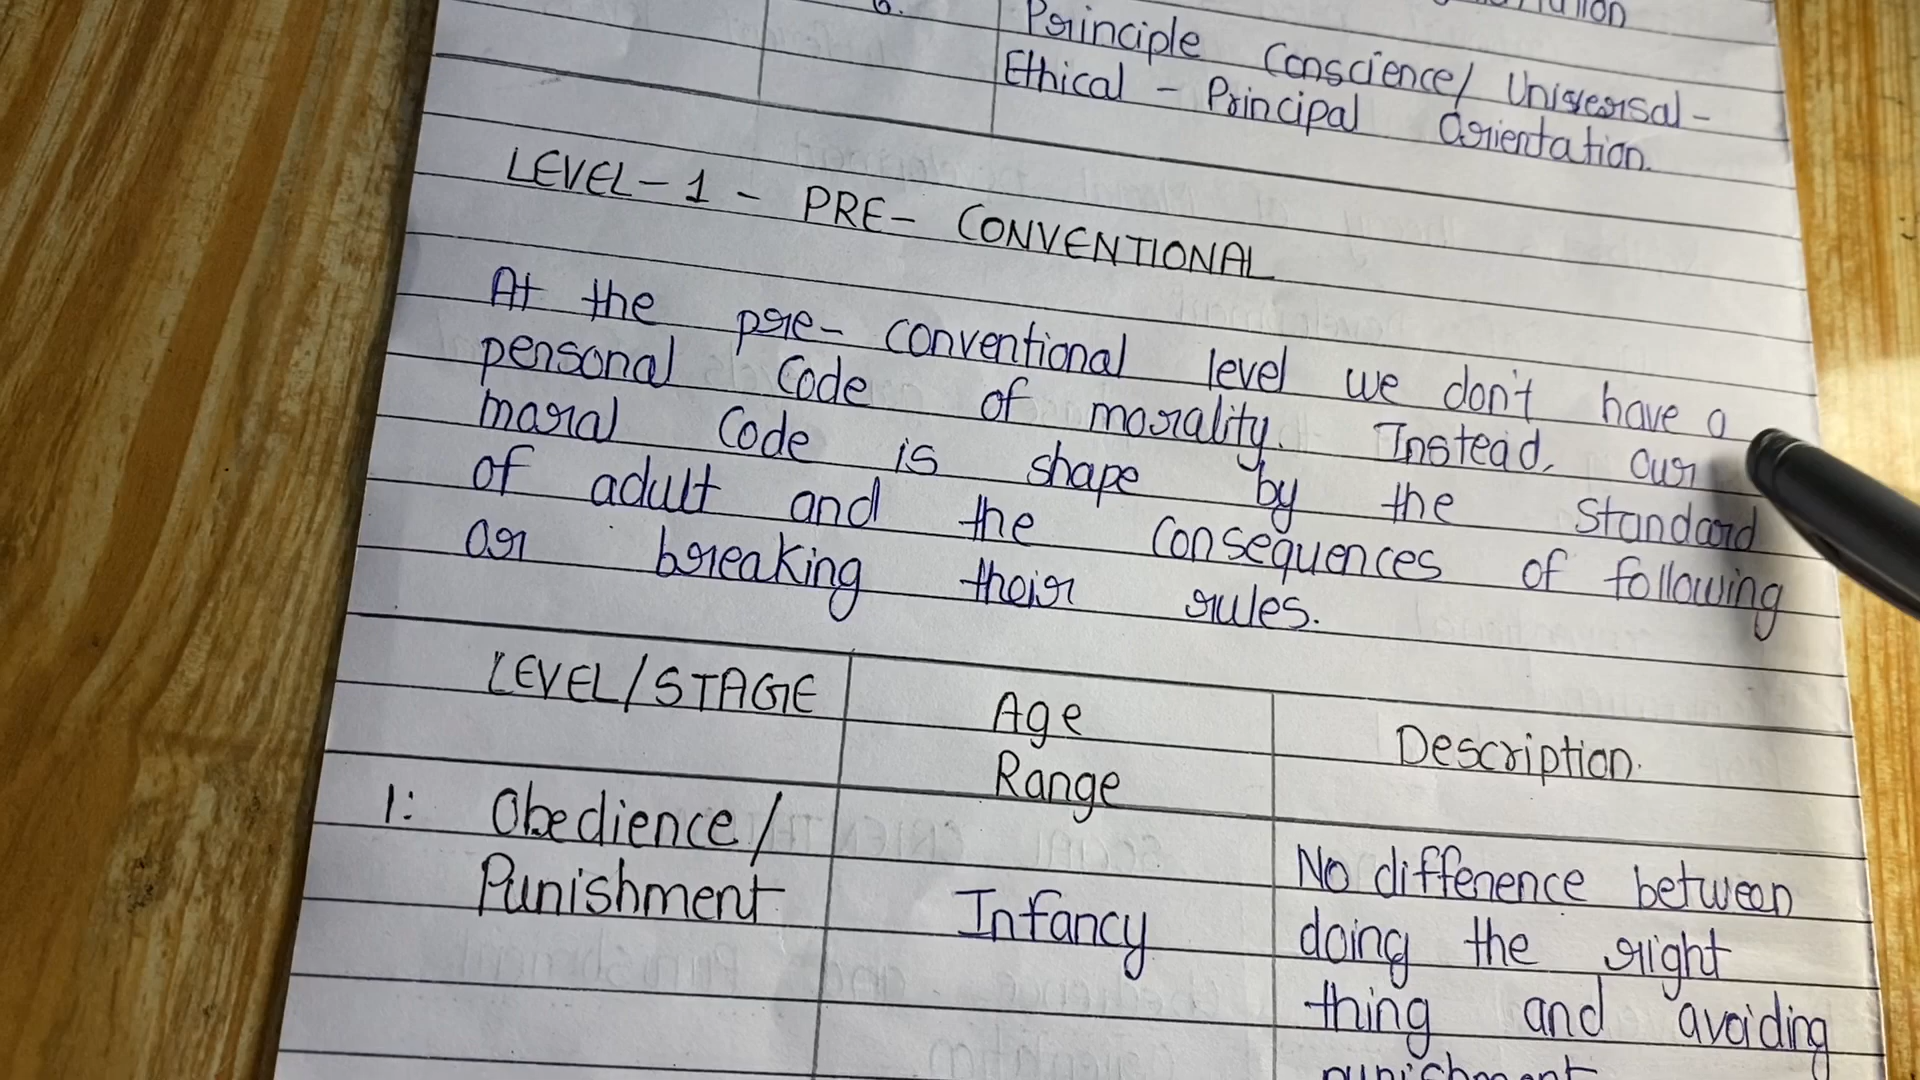 6.
Principle Conscience/ Universal-
Ethical - Principal Orientation.
LEVEL-1 - PRE- CONVENTIONAL
At the pre- conventional level we don't have a
personal Code of morality. Instead, our
moral Code is shape by the Standard
of adult and the Consequences of following
or breaking their rules.
LEVEL/STAGE
Age
Range
Description.
1: Obedience/
Punishment
Infancy
No difference between
doing the right
thing and avoiding
punishment